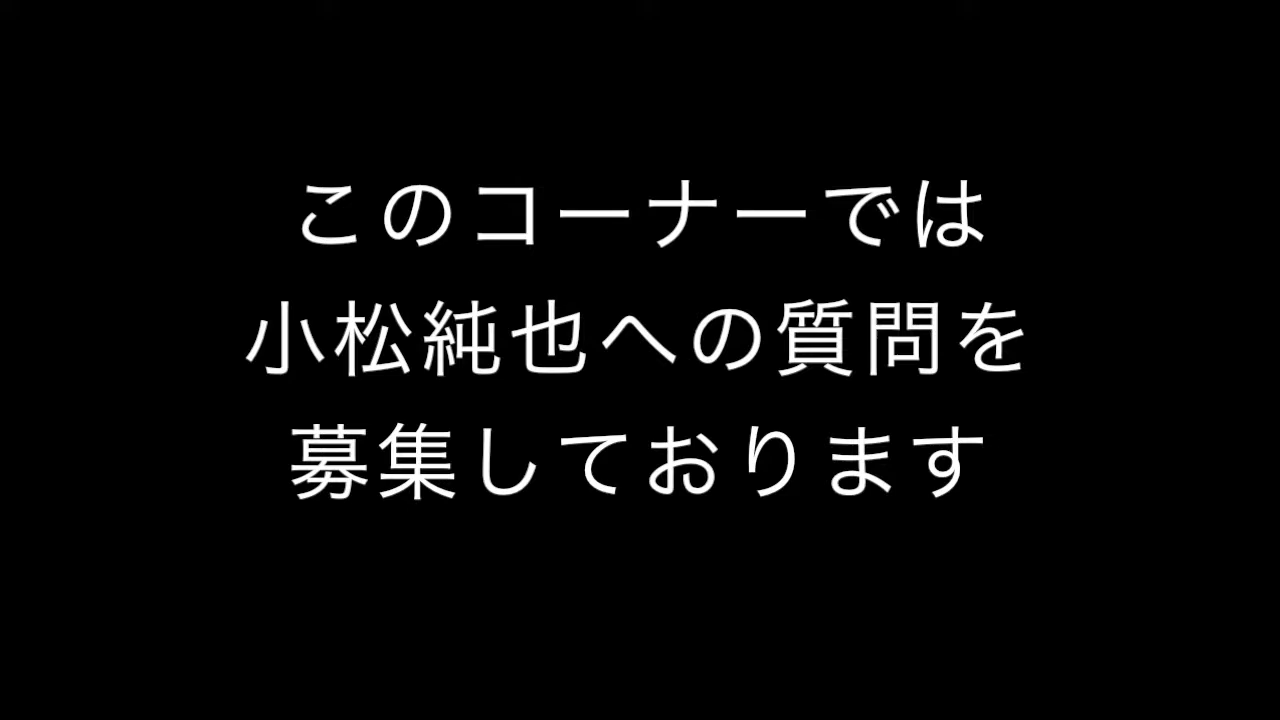 このコーナーでは
小松純也への質問を
募集しております